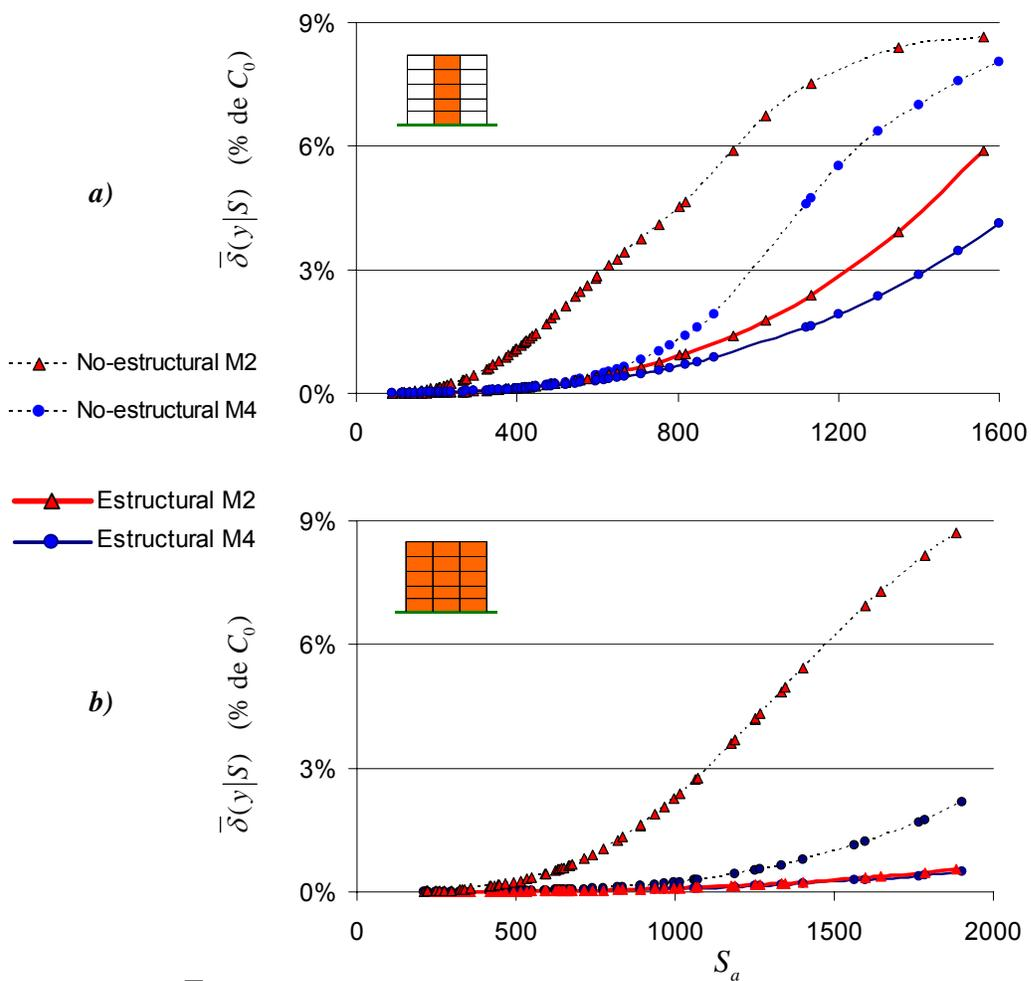 9%
6%
3%
0%
δ̅(y|S) (% de C₀)
a)
0 400 800 1200 1600
No-estructural M2
No-estructural M4
Estructural M2
Estructural M4
9%
6%
3%
0%
δ̅(y|S) (% de C₀)
b)
0 500 1000 1500 2000
Sₐ